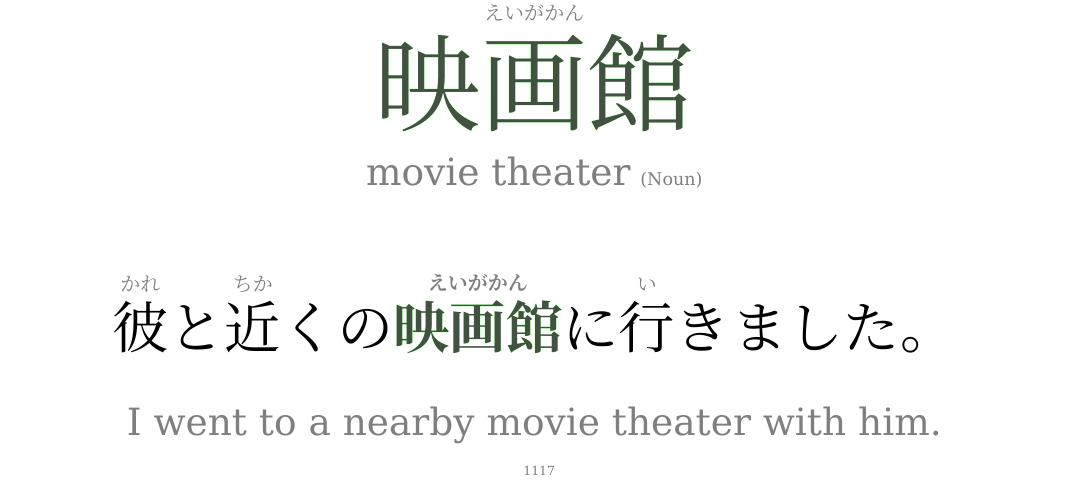 えいがかん
映画館
movie theater (Noun)
かれ ちか えいがかん い
彼と近くの映画館に行きました。
I went to a nearby movie theater with him.
1117